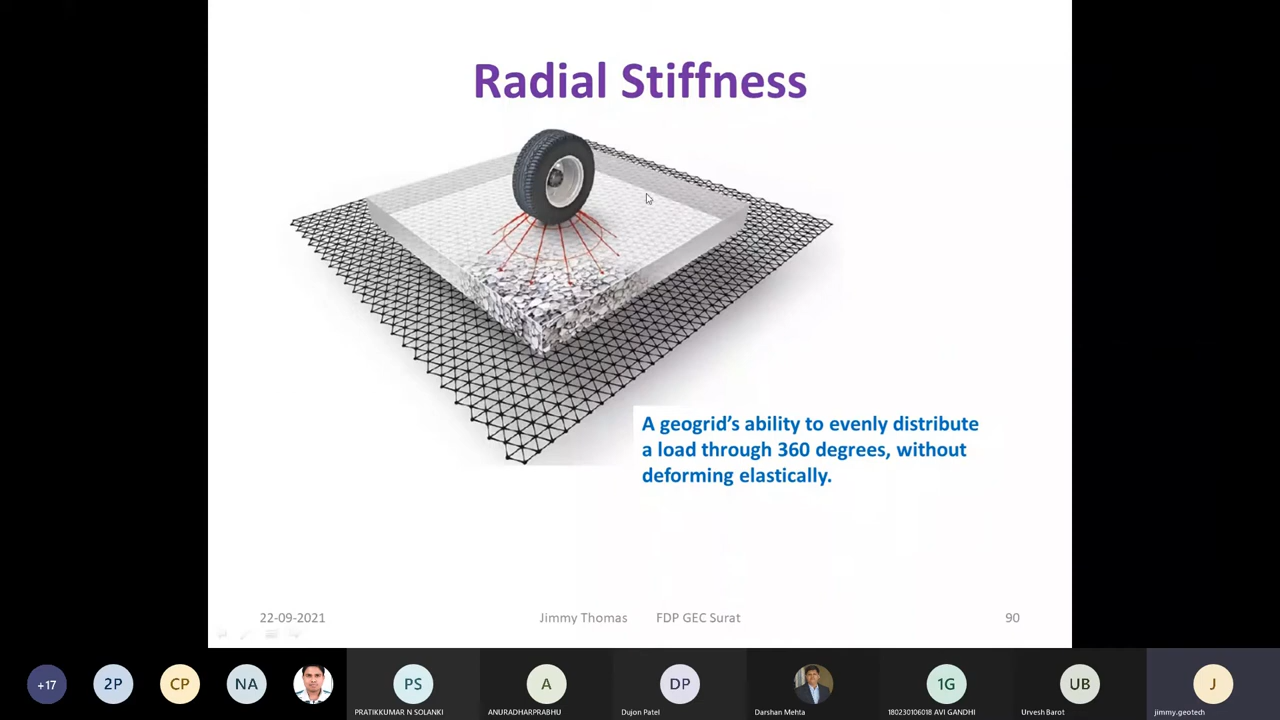 Radial Stiffness
A geogrid’s ability to evenly distribute
a load through 360 degrees, without
deforming elastically.
22-09-2021
Jimmy Thomas FDP GEC Surat
90
+17
2P
CP
NA
PS
A
DP
1G
UB
J
PRATIKKUMAR N SOLANKI
ANURADHARPRABHU
Dujon Patel
Darshan Mehta
180230106018 AVI GANDHI
Urvesh Barot
jimmy.geotech